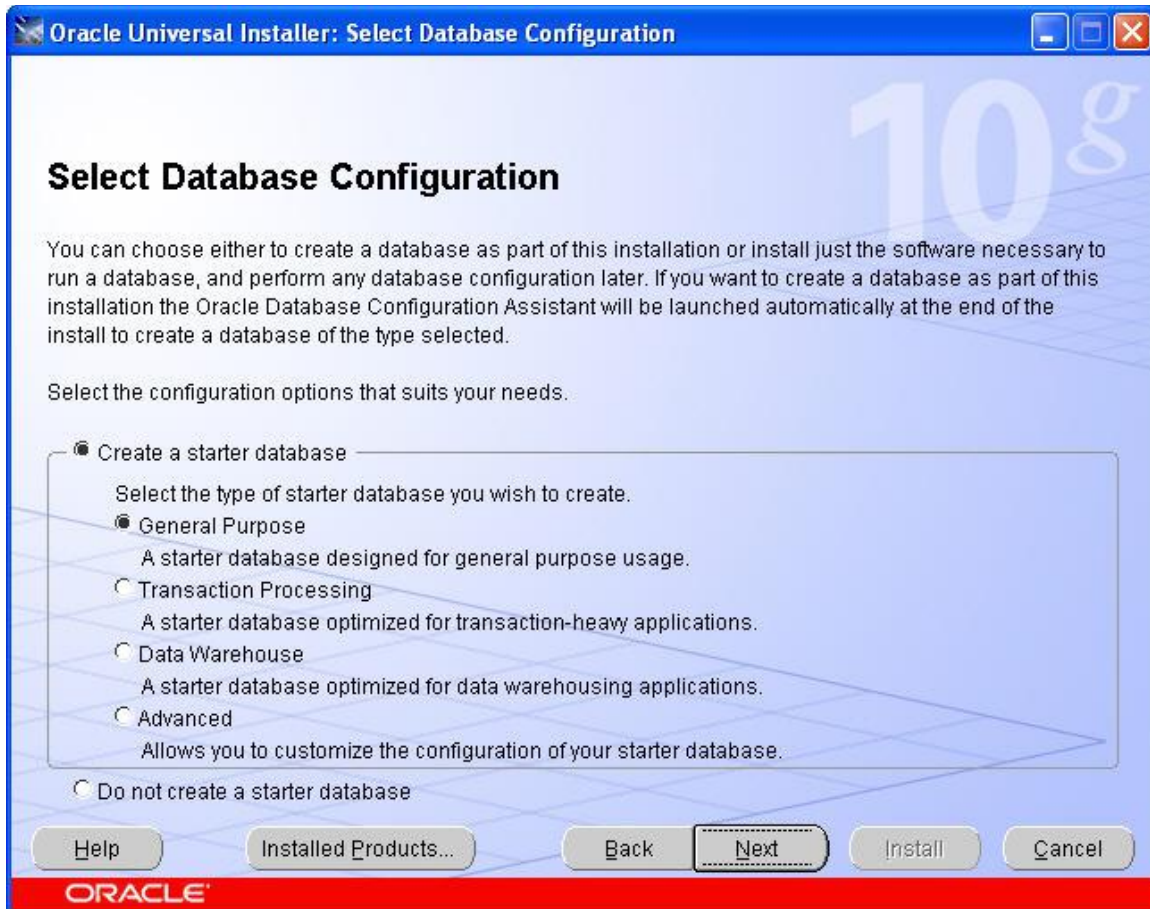 Oracle Universal Installer: Select Database Configuration
10g
Select Database Configuration
You can choose either to create a database as part of this installation or install just the software necessary to
run a database, and perform any database configuration later. If you want to create a database as part of this
installation the Oracle Database Configuration Assistant will be launched automatically at the end of the
install to create a database of the type selected.
Select the configuration options that suits your needs.
Create a starter database
Select the type of starter database you wish to create.
General Purpose
A starter database designed for general purpose usage.
Transaction Processing
A starter database optimized for transaction-heavy applications.
Data Warehouse
A starter database optimized for data warehousing applications.
Advanced
Allows you to customize the configuration of your starter database.
Do not create a starter database
Help Installed Products... Back Next Install Cancel
ORACLE